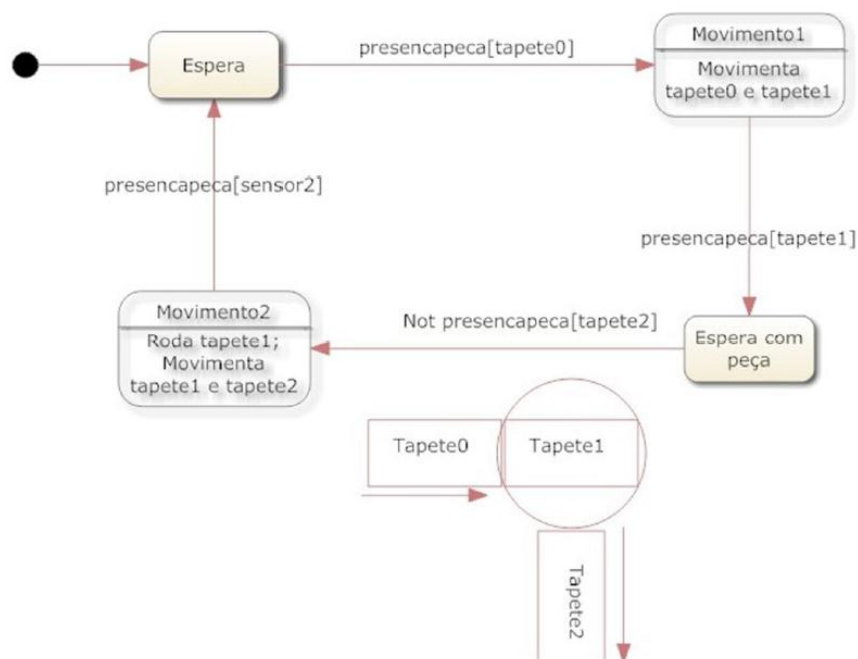 Espera
presencapeca[tapete0]
Movimento1
Movimenta
tapete0 e tapete1
presencapeca[sensor2]
presencapeca[tapete1]
Movimento2
Roda tapete1;
Movimenta
tapete1 e tapete2
Not presencapeca[tapete2]
Espera com
peça
Tapete0
Tapete1
Tapete2